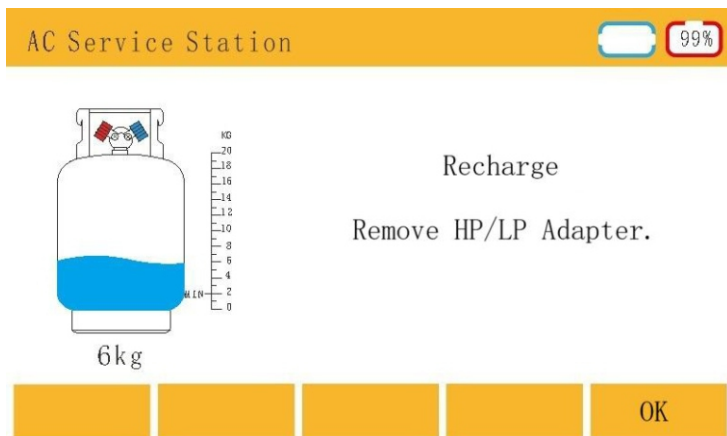 AC Service Station
99%
KG
20
18
16
14
12
10
8
6
4
MIN 2
0
6kg
Recharge
Remove HP/LP Adapter.
OK